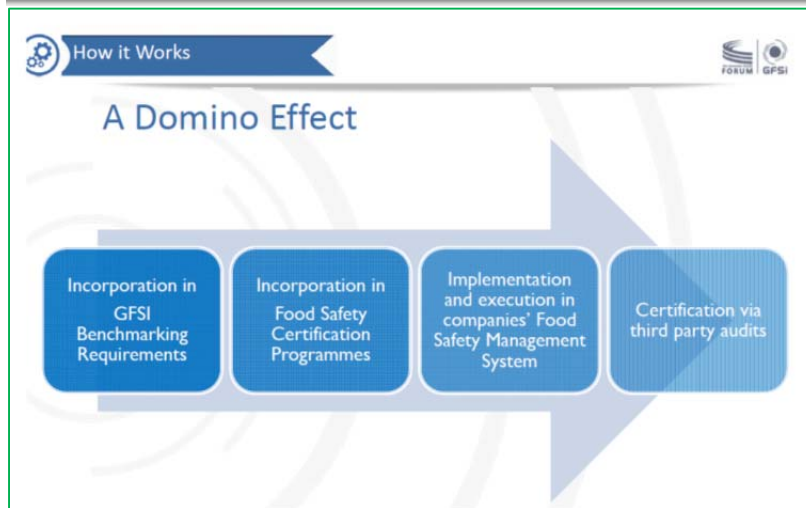 How it Works
FORUM GFSI
A Domino Effect
Incorporation in
GFSI
Benchmarking
Requirements
Incorporation in
Food Safety
Certification
Programmes
Implementation
and execution in
companies' Food
Safety Management
System
Certification via
third party audits